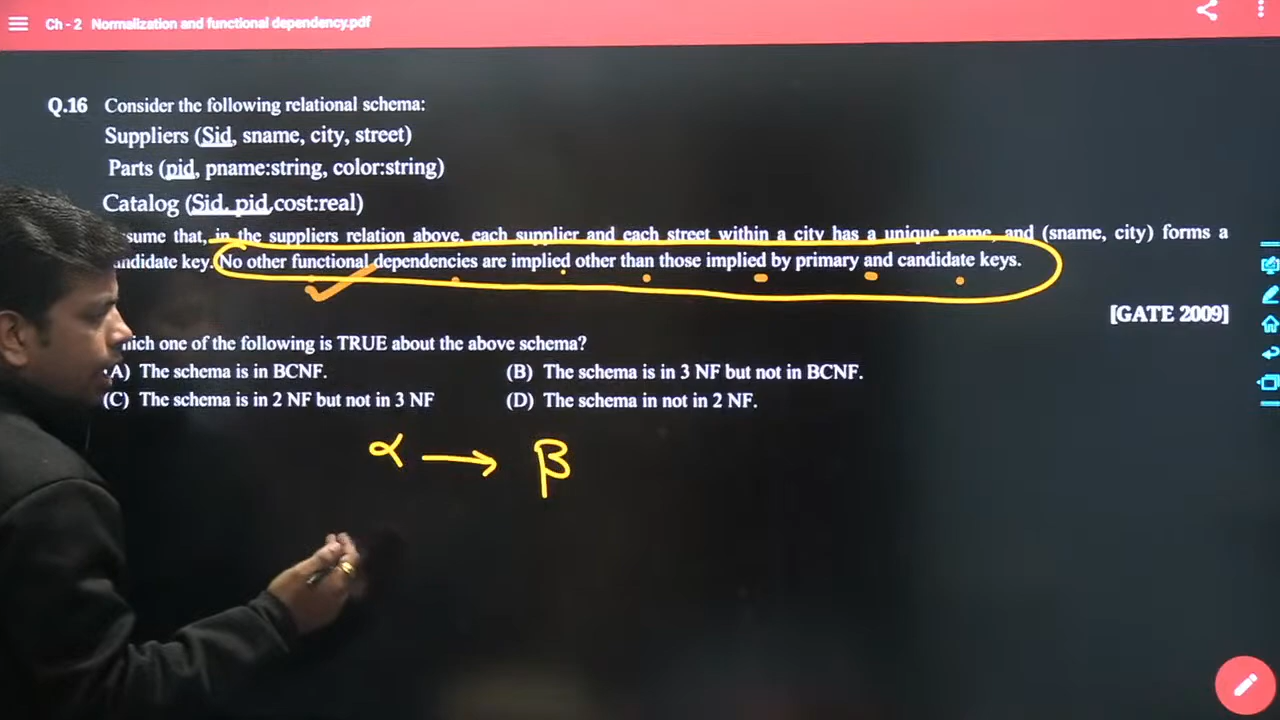 Ch - 2 Normalization and functional dependency.pdf
Q.16 Consider the following relational schema:
Suppliers (Sid, sname, city, street)
Parts (pid, pname:string, color:string)
Catalog (Sid, pid,cost:real)
sume that, in the suppliers relation above, each supplier and each street within a city has a unique name, and (sname, city) forms a
ndidate key. No other functional dependencies are implied other than those implied by primary and candidate keys.
[GATE 2009]
hich one of the following is TRUE about the above schema?
A) The schema is in BCNF. (B) The schema is in 3 NF but not in BCNF.
(C) The schema is in 2 NF but not in 3 NF (D) The schema in not in 2 NF.
α → β